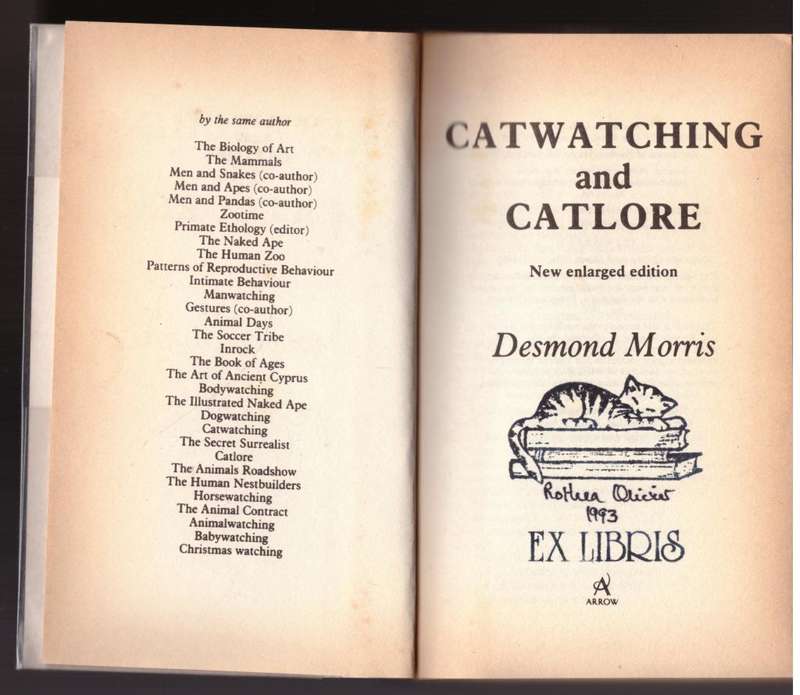 by the same author
The Biology of Art
The Mammals
Men and Snakes (co-author)
Men and Apes (co-author)
Men and Pandas (co-author)
Zootime
Primate Ethology (editor)
The Naked Ape
The Human Zoo
Patterns of Reproductive Behaviour
Intimate Behaviour
Manwatching
Gestures (co-author)
Animal Days
The Soccer Tribe
Inrock
The Book of Ages
The Art of Ancient Cyprus
Bodywatching
The Illustrated Naked Ape
Dogwatching
Catwatching
The Secret Surrealist
Catlore
The Animals Roadshow
The Human Nestbuilders
Horsewatching
The Animal Contract
Animalwatching
Babywatching
Christmas watching
CATWATCHING
and
CATLORE
New enlarged edition
Desmond Morris
1993
EX LIBRIS
ARROW